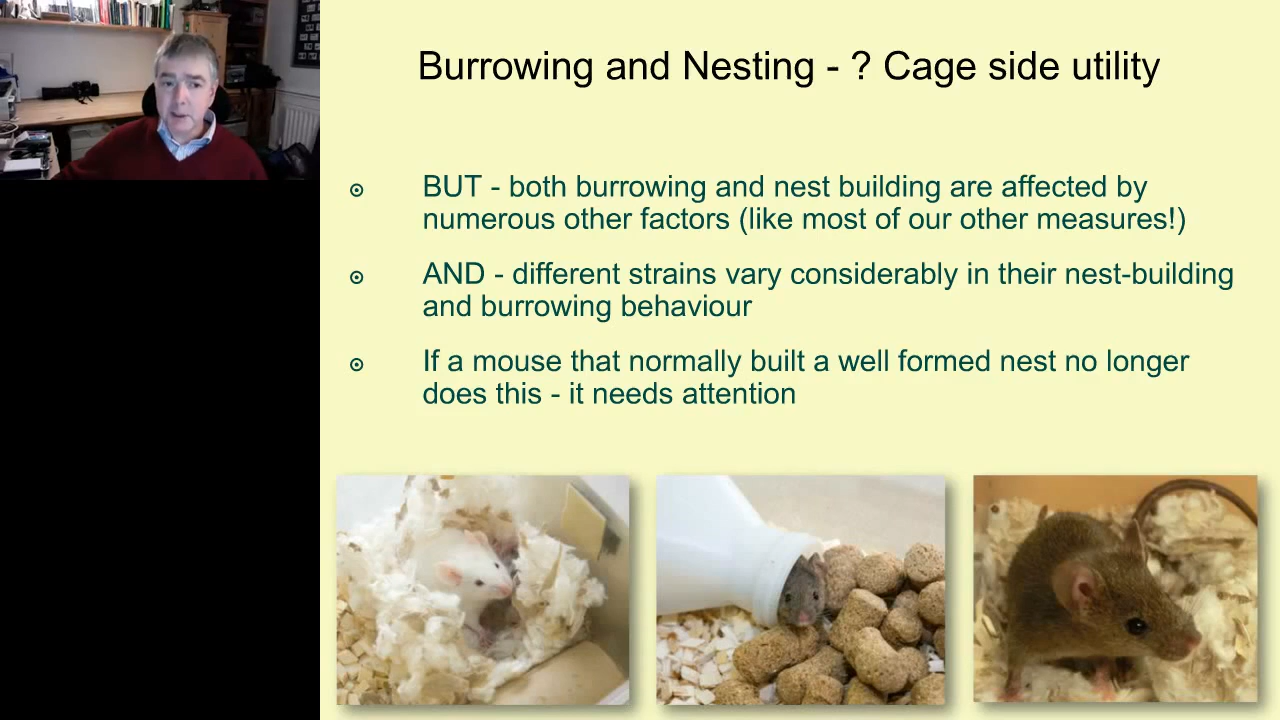 Burrowing and Nesting - ? Cage side utility
BUT - both burrowing and nest building are affected by
numerous other factors (like most of our other measures!)
AND - different strains vary considerably in their nest-building
and burrowing behaviour
If a mouse that normally built a well formed nest no longer
does this - it needs attention